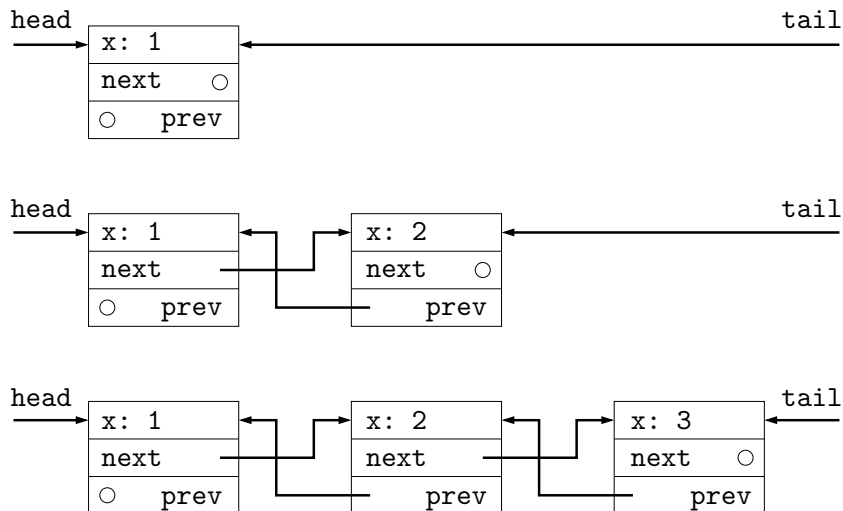 head tail
x: 1
next
prev
head tail
x: 1 x: 2
next next
prev prev
head tail
x: 1 x: 2 x: 3
next next next
prev prev prev